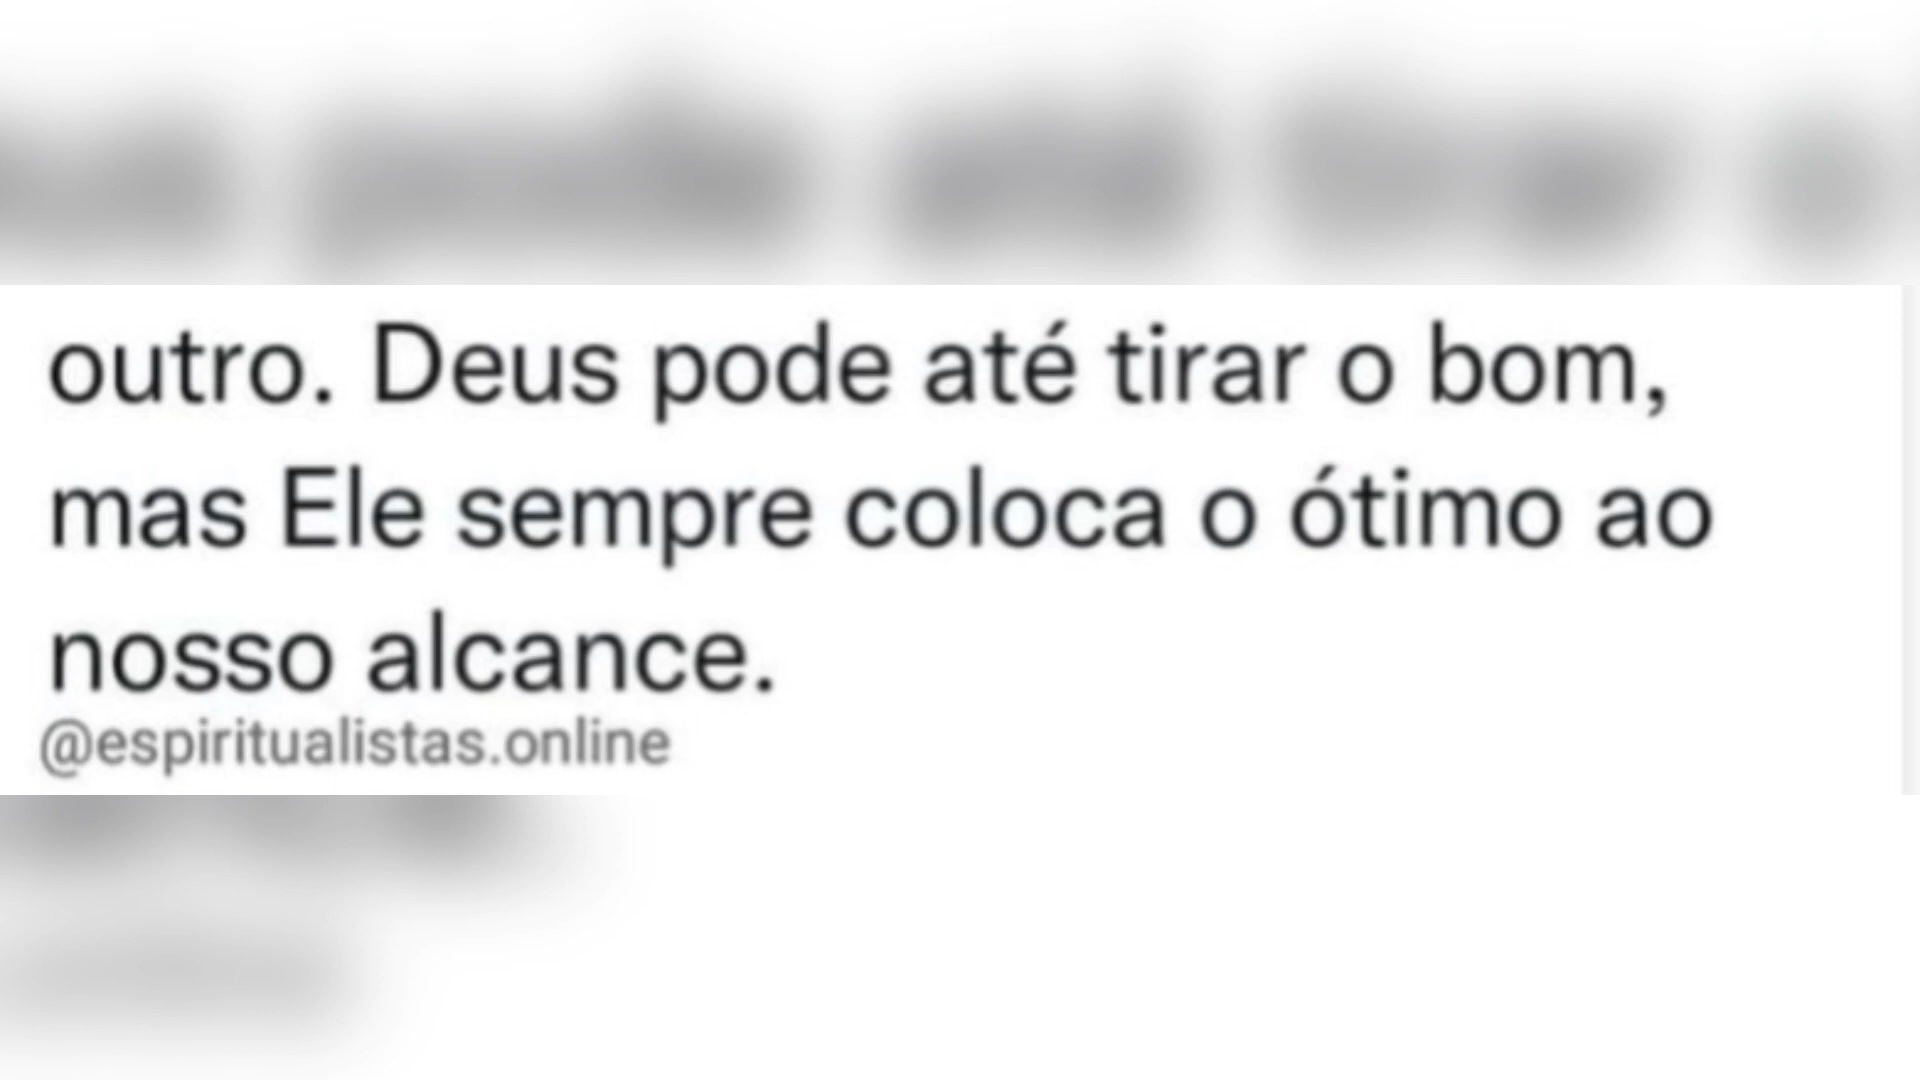 outro. Deus pode até tirar o bom,
mas Ele sempre coloca o ótimo ao
nosso alcance.
@espiritualistas.online